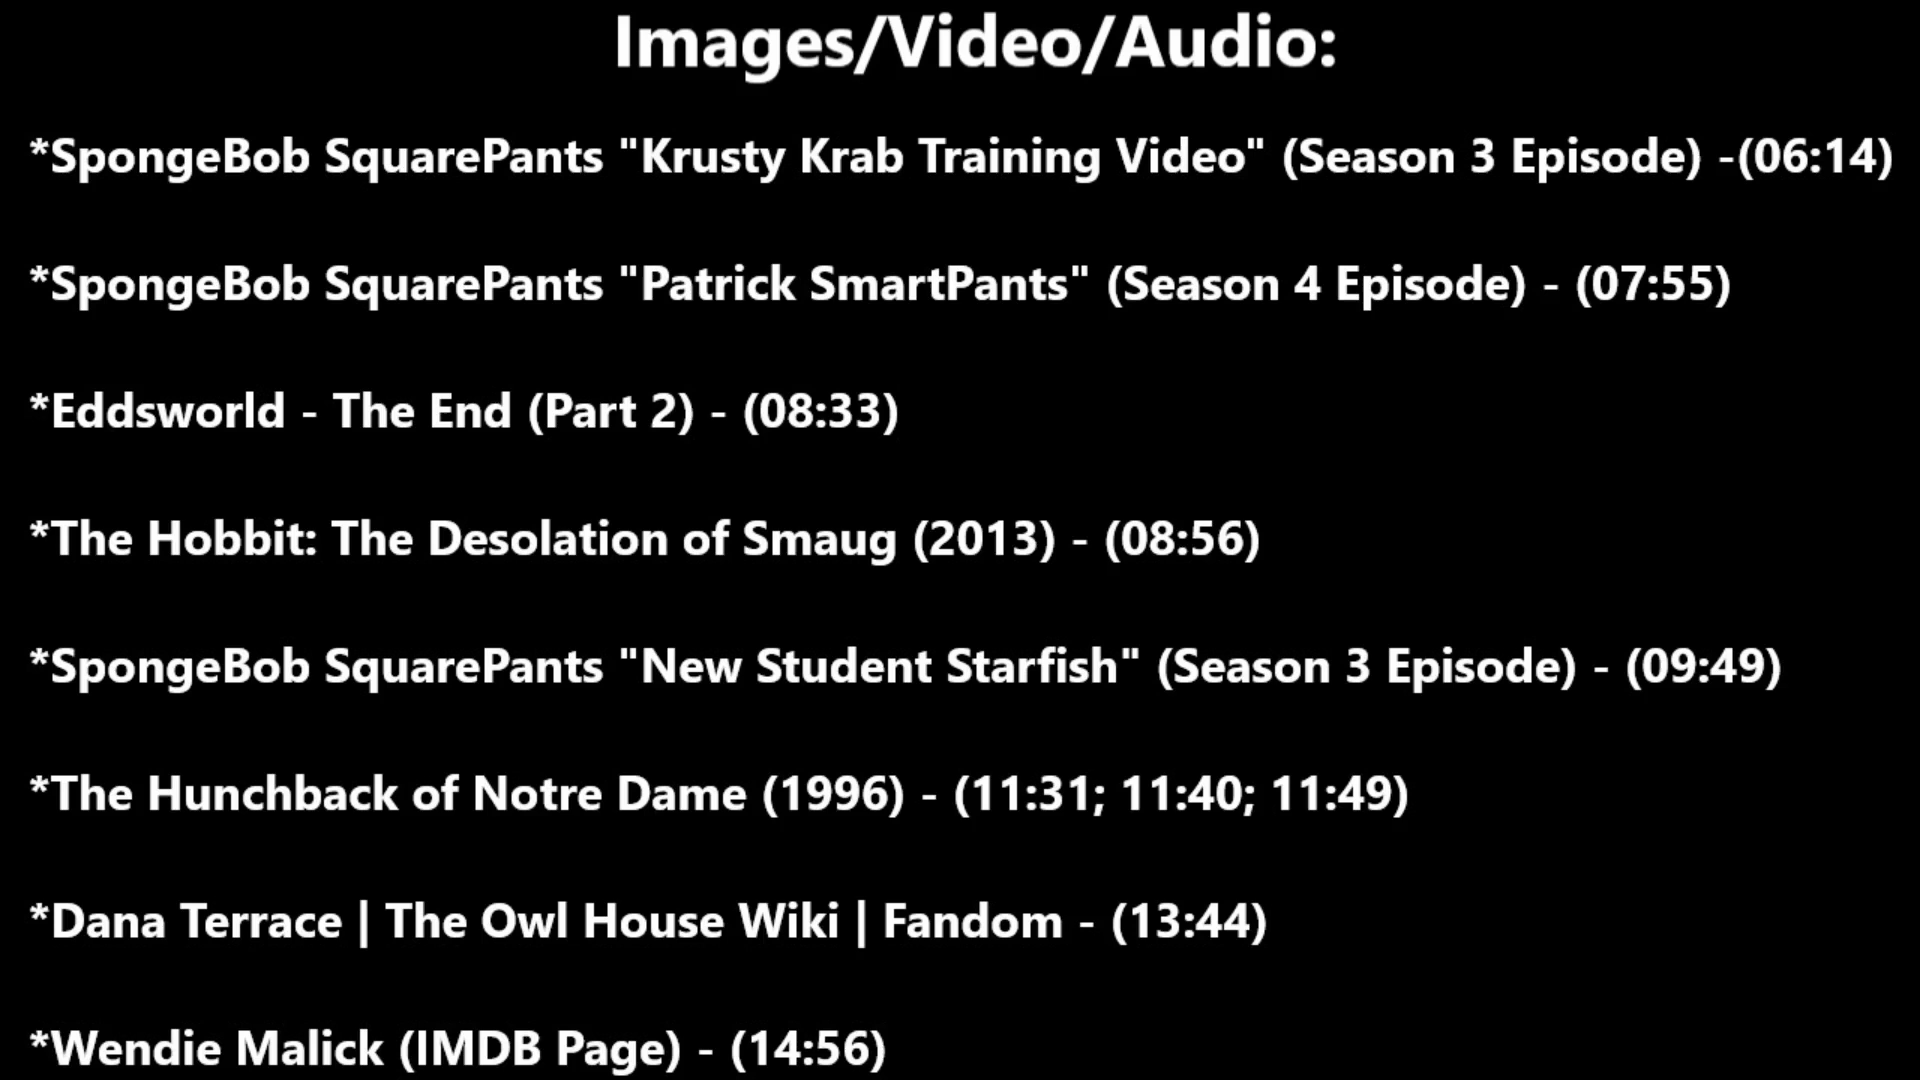 Images/Video/Audio:
*SpongeBob SquarePants "Krusty Krab Training Video" (Season 3 Episode) -(06:14)
*SpongeBob SquarePants "Patrick SmartPants" (Season 4 Episode) - (07:55)
*Eddsworld - The End (Part 2) - (08:33)
*The Hobbit: The Desolation of Smaug (2013) - (08:56)
*SpongeBob SquarePants "New Student Starfish" (Season 3 Episode) - (09:49)
*The Hunchback of Notre Dame (1996) - (11:31; 11:40; 11:49)
*Dana Terrace | The Owl House Wiki | Fandom - (13:44)
*Wendie Malick (IMDB Page) - (14:56)